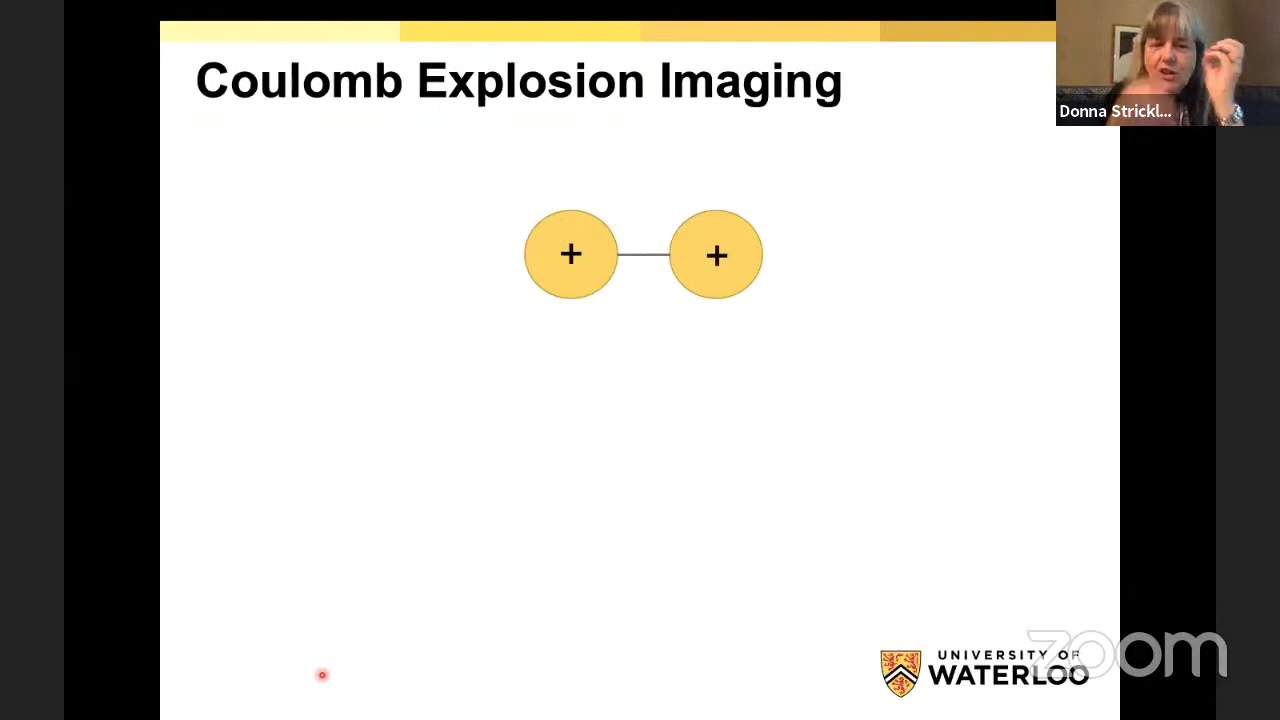 Coulomb Explosion Imaging
Donna Strickl...
+ +
UNIVERSITY OF
WATERLOO
zoom